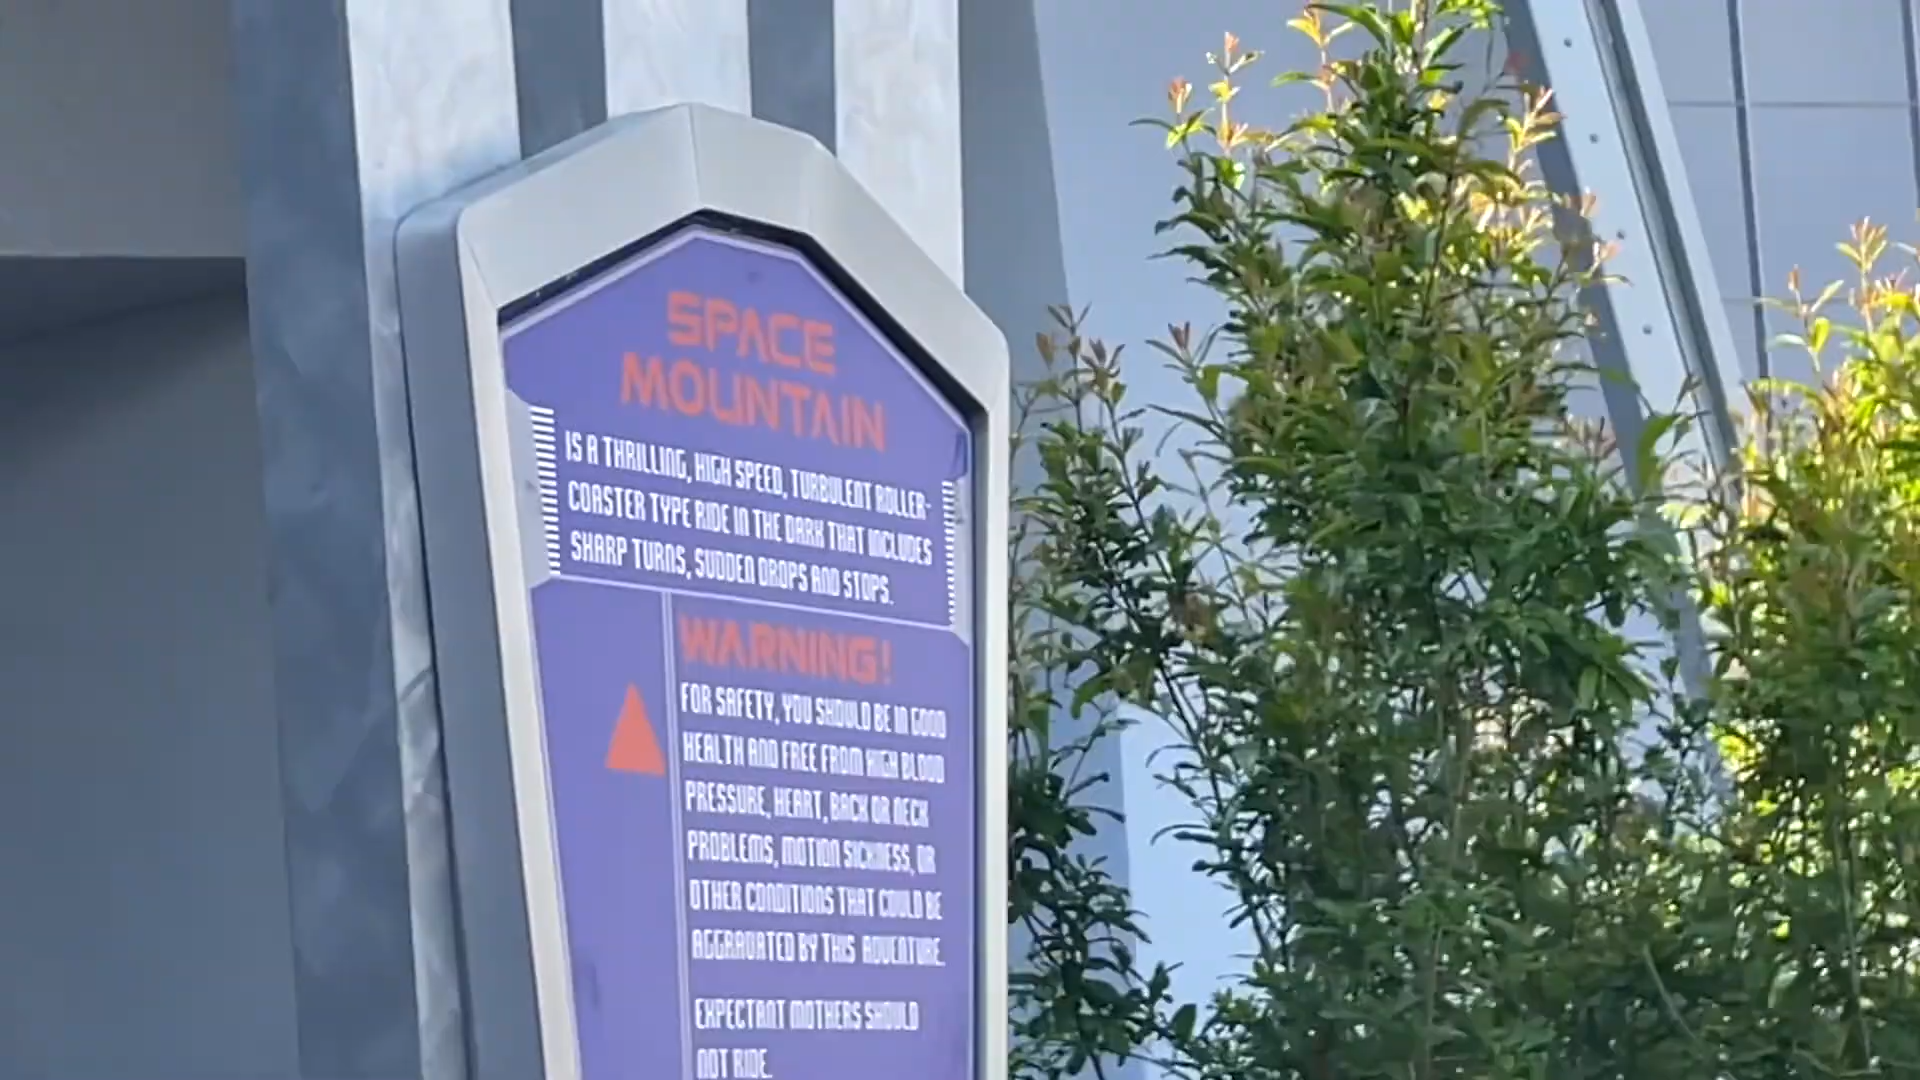 SPACE
MOUNTAIN
IS A THRILLING, HIGH SPEED, TURBULENT ROLLER-
COASTER TYPE RIDE IN THE DARK THAT INCLUDES
SHARP TURNS, SUDDEN DROPS AND STOPS.
WARNING!
FOR SAFETY, YOU SHOULD BE IN GOOD
HEALTH AND FREE FROM HIGH BLOOD
PRESSURE, HEART, BACK OR NECK
PROBLEMS, MOTION SICKNESS, OR
OTHER CONDITIONS THAT COULD BE
AGGRAVATED BY THIS ADVENTURE.
EXPECTANT MOTHERS SHOULD
NOT RIDE.